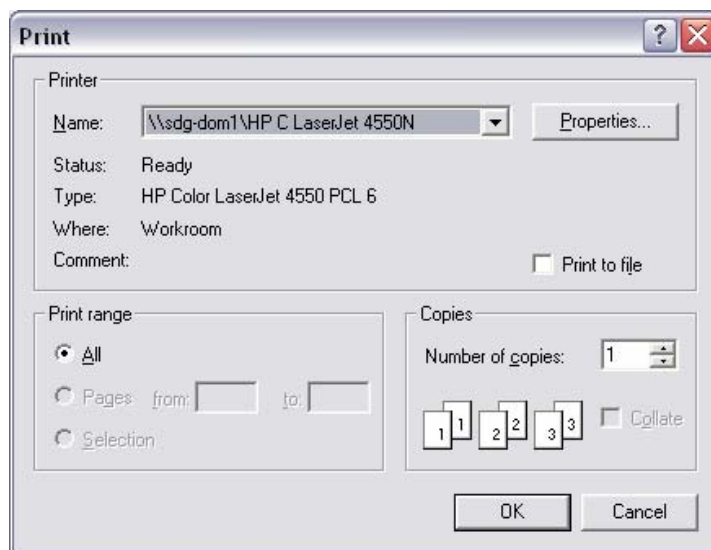 Print
Printer
Name: \\sdg-dom1\HP C LaserJet 4550N Properties...
Status: Ready
Type: HP Color LaserJet 4550 PCL 6
Where: Workroom
Comment: Print to file
Print range
All
Pages from: to:
Selection
Copies
Number of copies: 1
1 1 2 2 3 3 Collate
OK Cancel